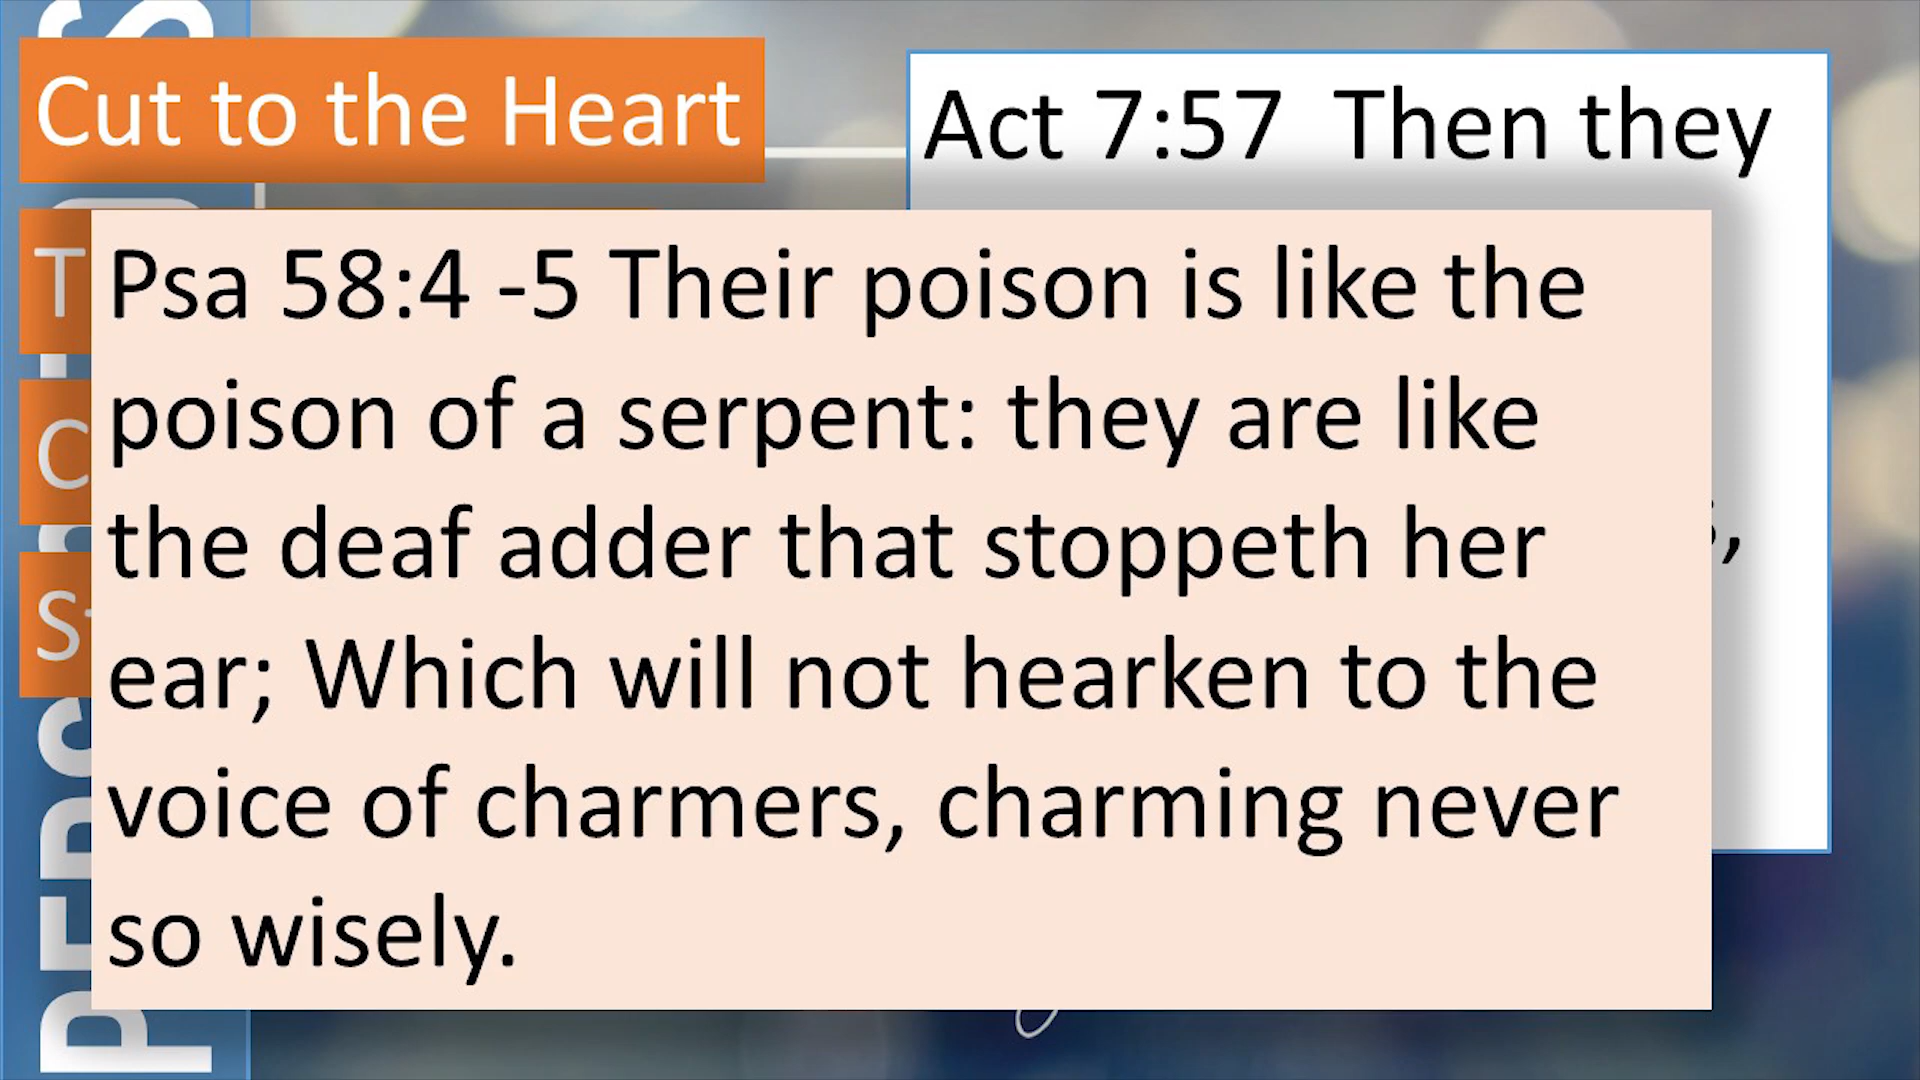 Cut to the Heart
Act 7:57 Then they
Psa 58:4 -5 Their poison is like the
poison of a serpent: they are like
the deaf adder that stoppeth her
ear; Which will not hearken to the
voice of charmers, charming never
so wisely.